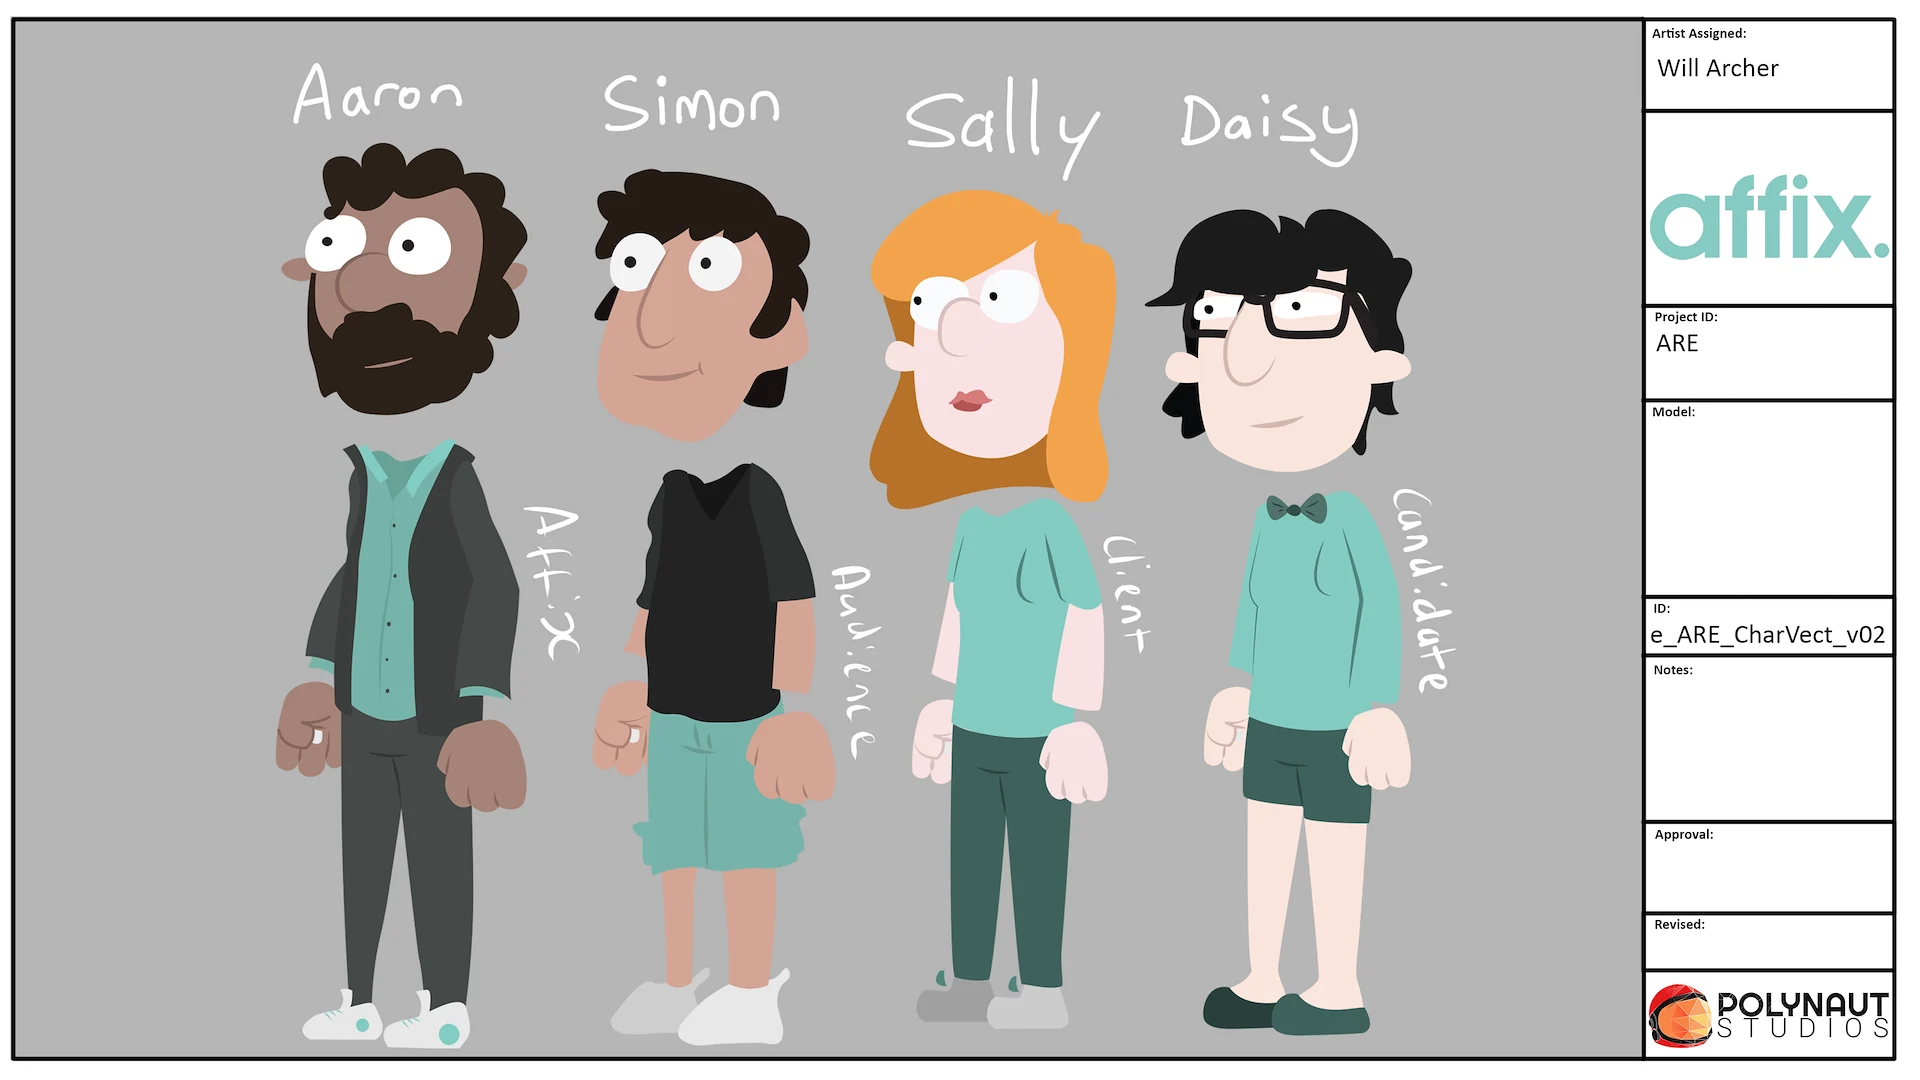 Aaron
Simon
Sally
Daisy
Affix
Audience
Client
Candidate
Artist Assigned:
Will Archer
affix.
Project ID:
ARE
Model:
ID:
e_ARE_CharVect_v02
Notes:
Approval:
Revised:
POLYNAUT
STUDIOS